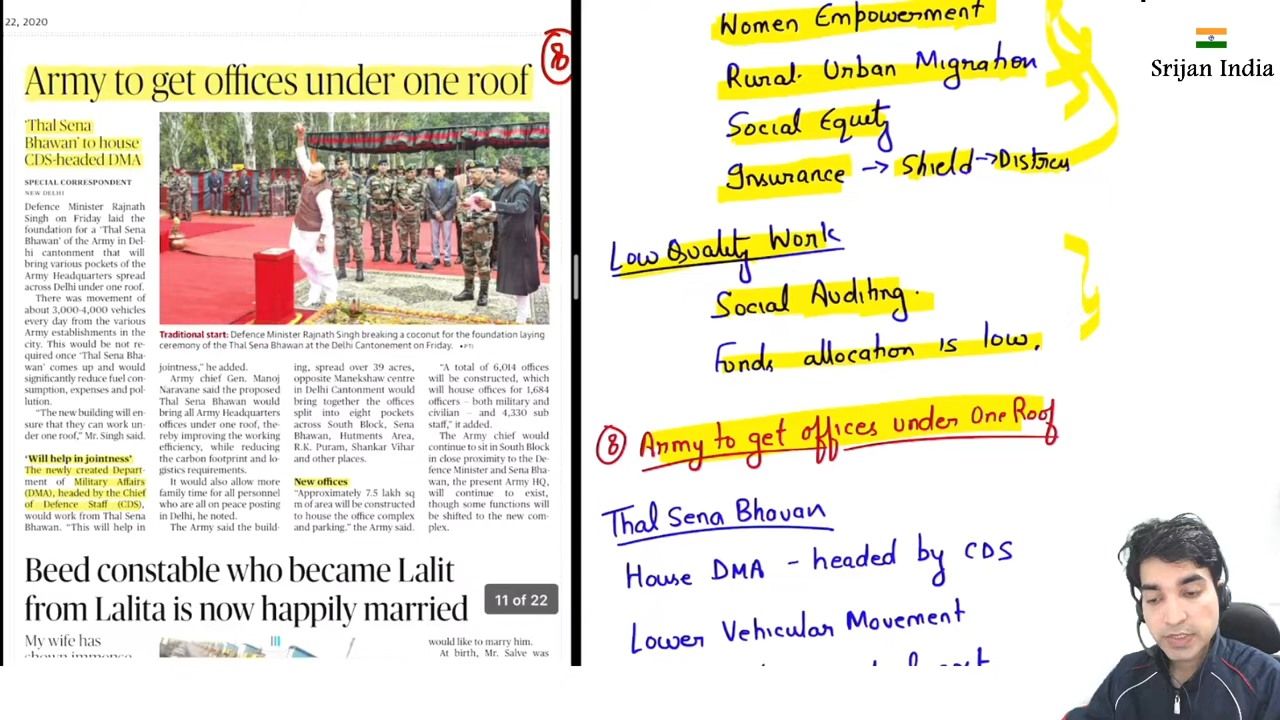 22, 2020
8
Army to get offices under one roof
'Thal Sena
Bhawan' to house
CDS-headed DMA
SPECIAL CORRESPONDENT
NEW DELHI
Defence Minister Rajnath
Singh on Friday laid the
foundation for a 'Thal Sena
Bhawan' of the Army in Del-
hi cantonment that will
bring various pockets of the
Army Headquarters spread
across Delhi under one roof.
There was movement of
about 3,000-4,000 vehicles
every day from the various
Army establishments in the
city. This would not be re-
quired once 'Thal Sena Bha-
wan' comes up and would
significantly reduce fuel con-
sumption, expenses and pol-
lution.
"The new building will en-
sure that they can work un-
der one roof," Mr. Singh said.
'Will help in jointness'
The newly created Depart-
ment of Military Affairs
(DMA), headed by the Chief
of Defence Staff (CDS),
would work from Thal Sena
Bhawan. "This will help in
Traditional start: Defence Minister Rajnath Singh breaking a coconut for the foundation laying
ceremony of the Thal Sena Bhawan at the Delhi Cantonment on Friday. •PTI
jointness," he added.
Army chief Gen. Manoj
Naravane said the proposed
Thal Sena Bhawan would
bring all Army Headquarters
offices under one roof, the-
reby improving the working
efficiency, while reducing
the carbon footprint and lo-
gistics requirements.
It would also allow more
family time for all personnel
who are all on peace posting
in Delhi, he noted.
The Army said the build-
ing, spread over 39 acres,
opposite Manekshaw centre
in Delhi Cantonment would
bring together the offices
split into eight pockets
across South Block, Sena
Bhawan, Hutments Area,
R.K. Puram, Shankar Vihar
and other places.
New offices
"Approximately 7.5 lakh sq
m of area will be constructed
to house the office complex
and parking," the Army said.
"A total of 6,014 offices
will be constructed, which
will house offices for 1,684
officers – both military and
civilian – and 4,330 sub
staff," it added.
The Army chief would
continue to sit in South Block
in close proximity to the De-
fence Minister and Sena Bha-
wan, the present Army HQ,
will continue to exist,
though some functions will
be shifted to the new com-
plex.
Beed constable who became Lalit
from Lalita is now happily married
11 of 22
My wife has
would like to marry him.
At birth, Mr. Salve was
Women Empowerment
Rural-Urban Migration
Social Equity
Insurance → Shield → Distress
Low Quality Work
Social Auditing.
Funds allocation is low.
8 Army to get offices under One Roof
Thal Sena Bhavan
House DMA - headed by CDS
Lower Vehicular Movement
Srijan India